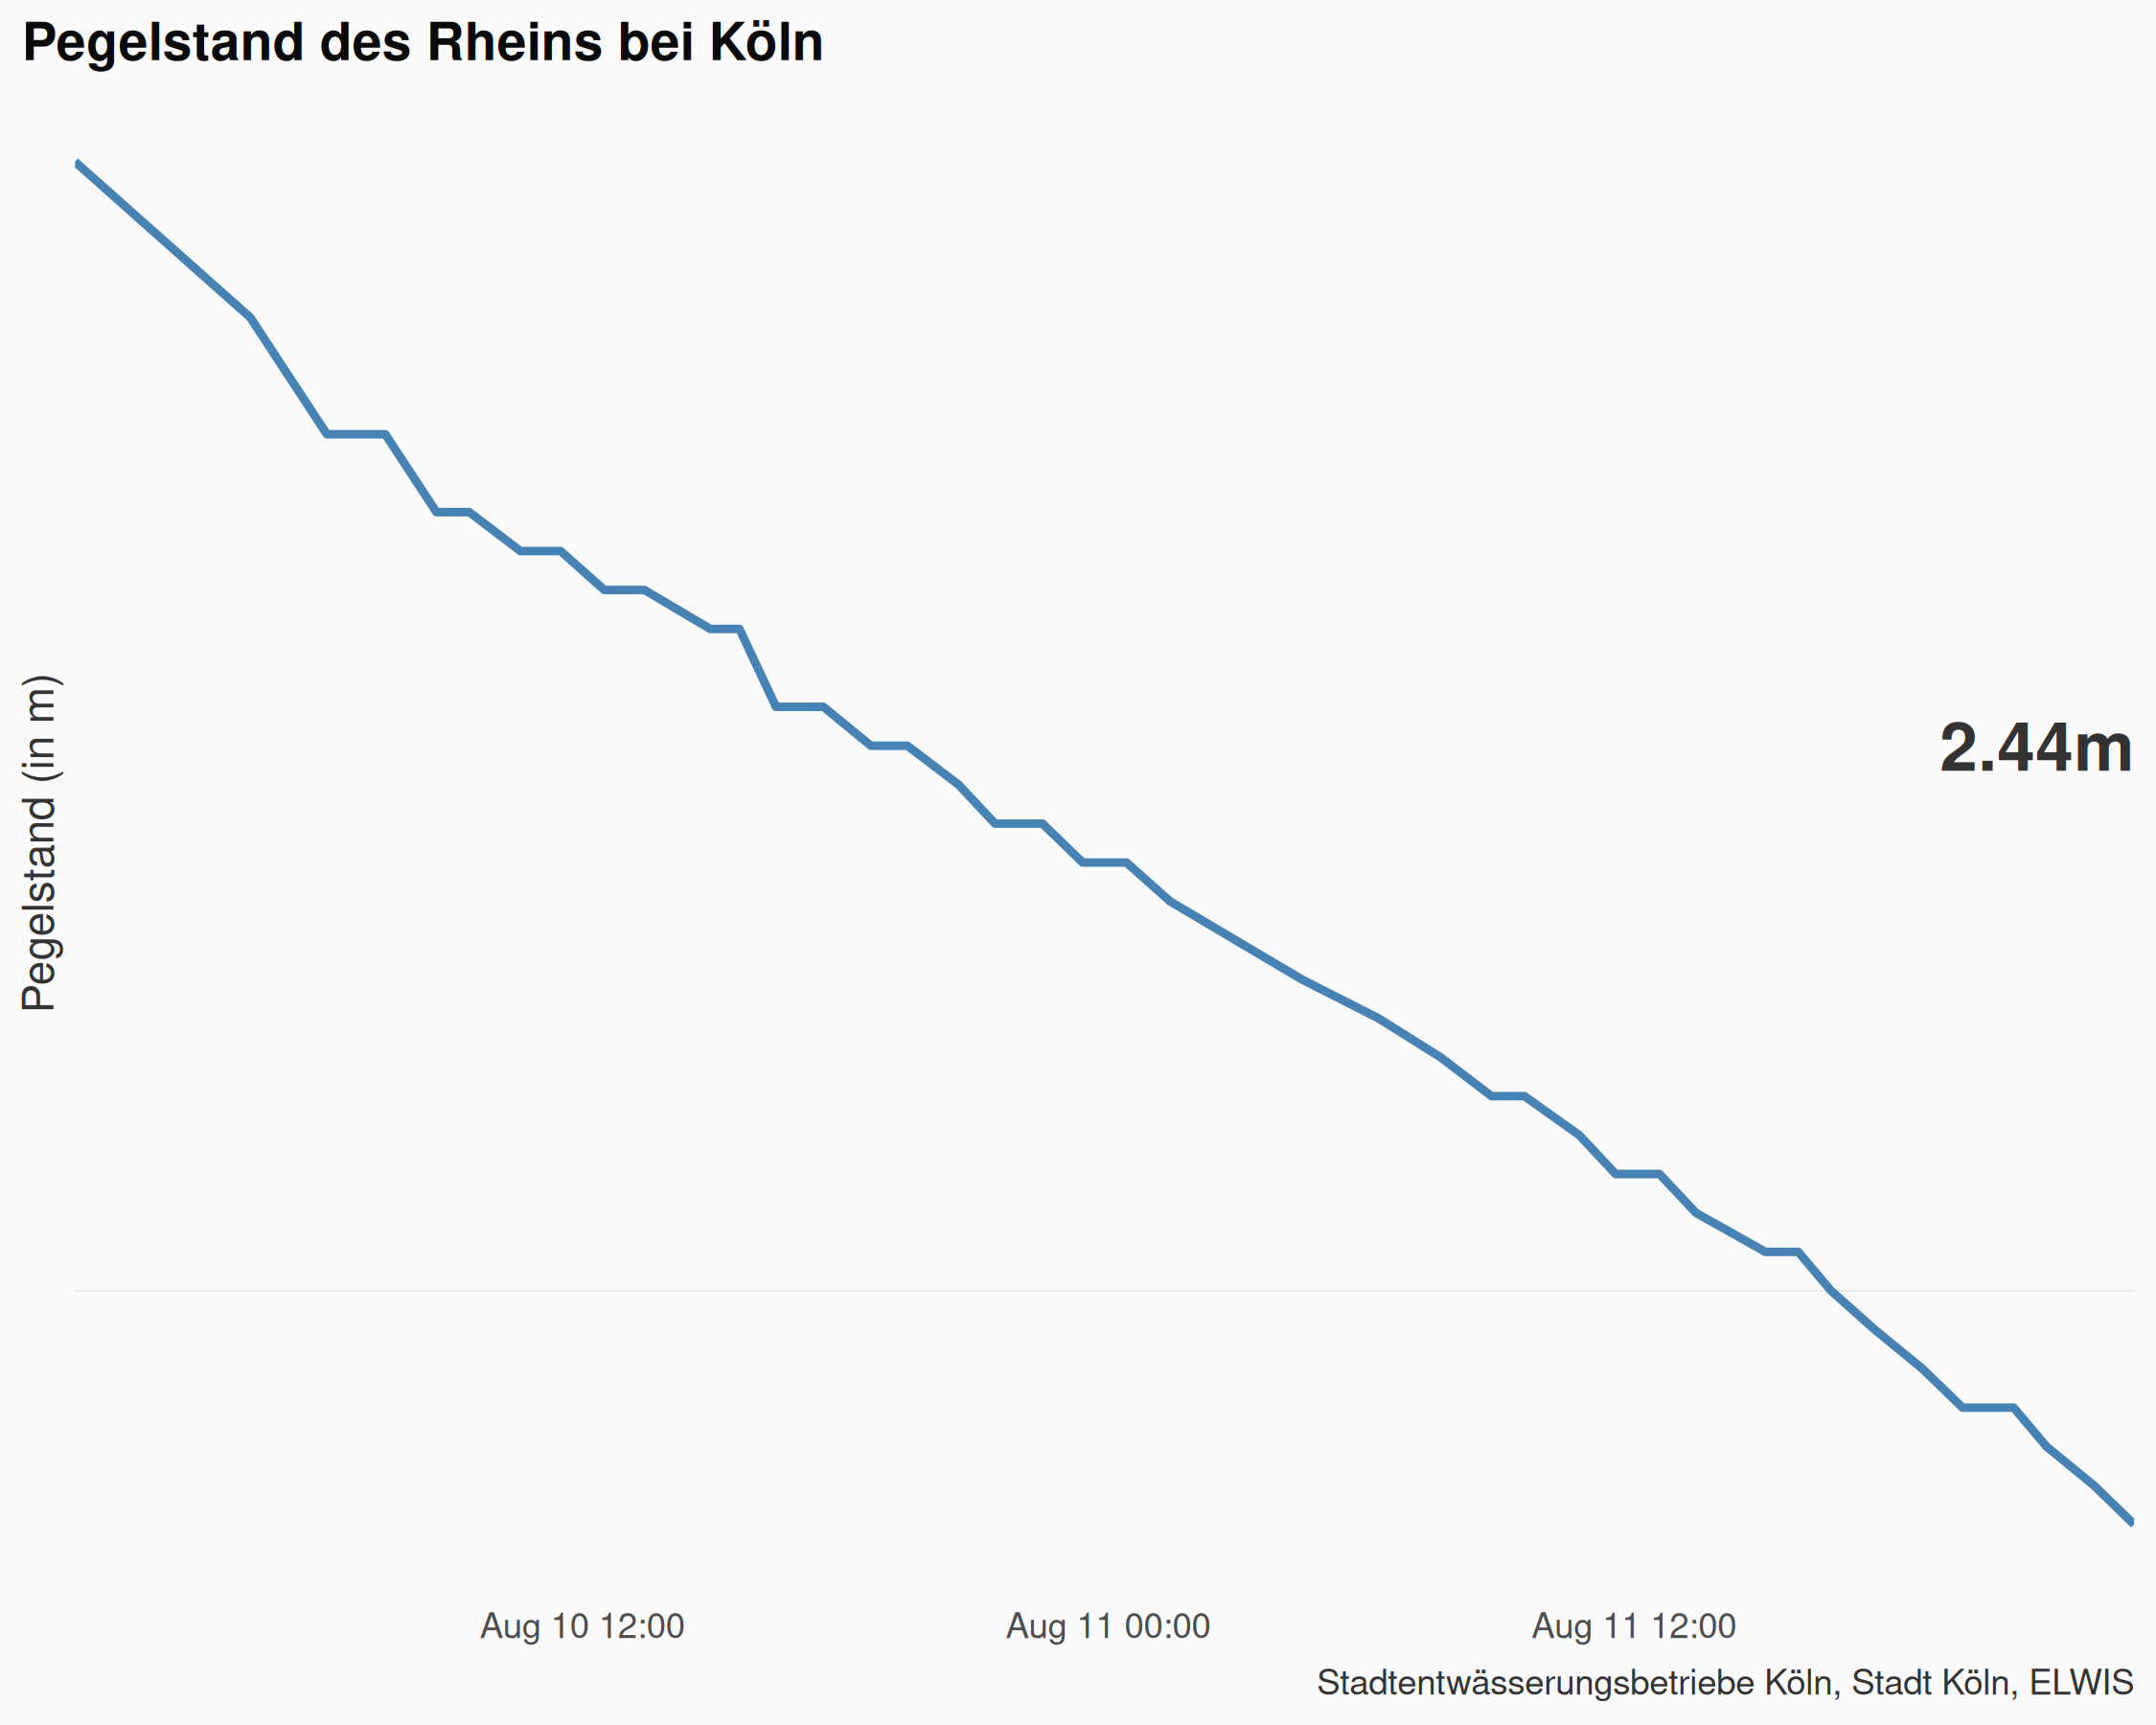 Pegelstand des Rheins bei Köln
Pegelstand (in m)
2.44m
Aug 10 12:00
Aug 11 00:00
Aug 11 12:00
Stadtentwässerungsbetriebe Köln, Stadt Köln, ELWIS